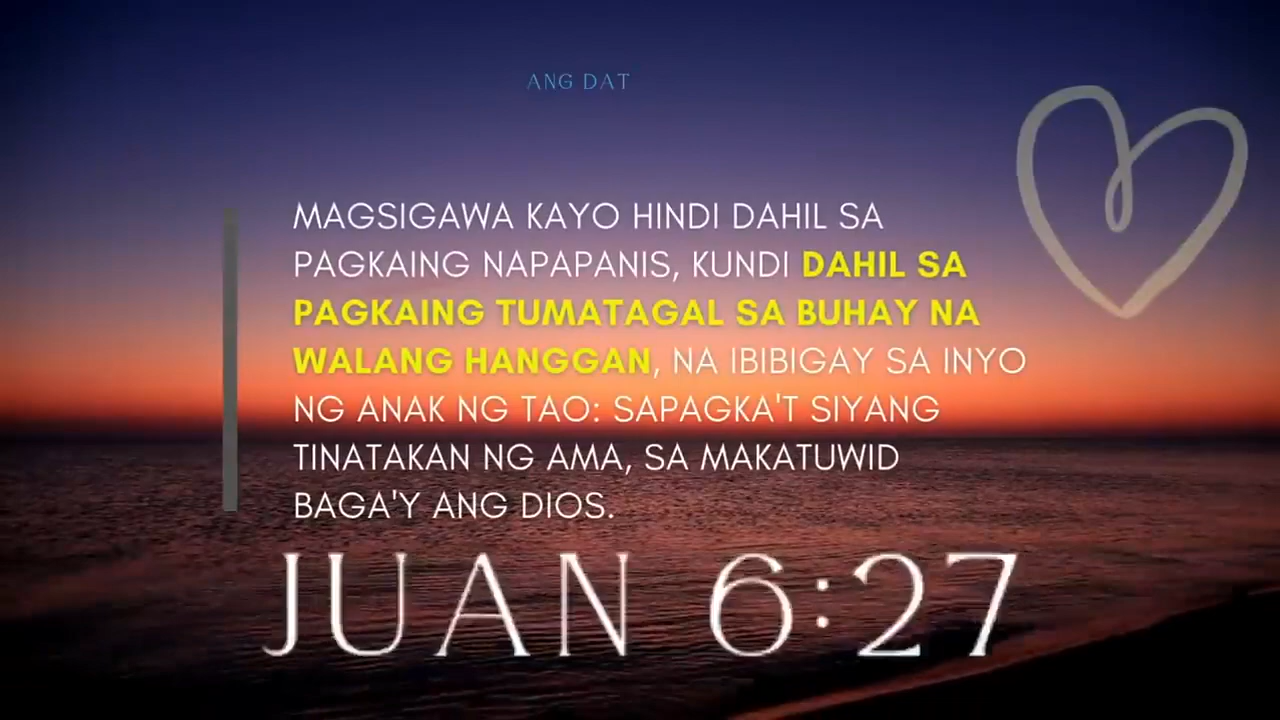 ANG DAT
MAGSIGAWA KAYO HINDI DAHIL SA
PAGKAING NAPAPANIS, KUNDI DAHIL SA
PAGKAING TUMATAGAL SA BUHAY NA
WALANG HANGGAN, NA IBIBIGAY SA INYO
NG ANAK NG TAO: SAPAGKA'T SIYANG
TINATAKAN NG AMA, SA MAKATUWID
BAGA'Y ANG DIOS.
JUAN 6:27